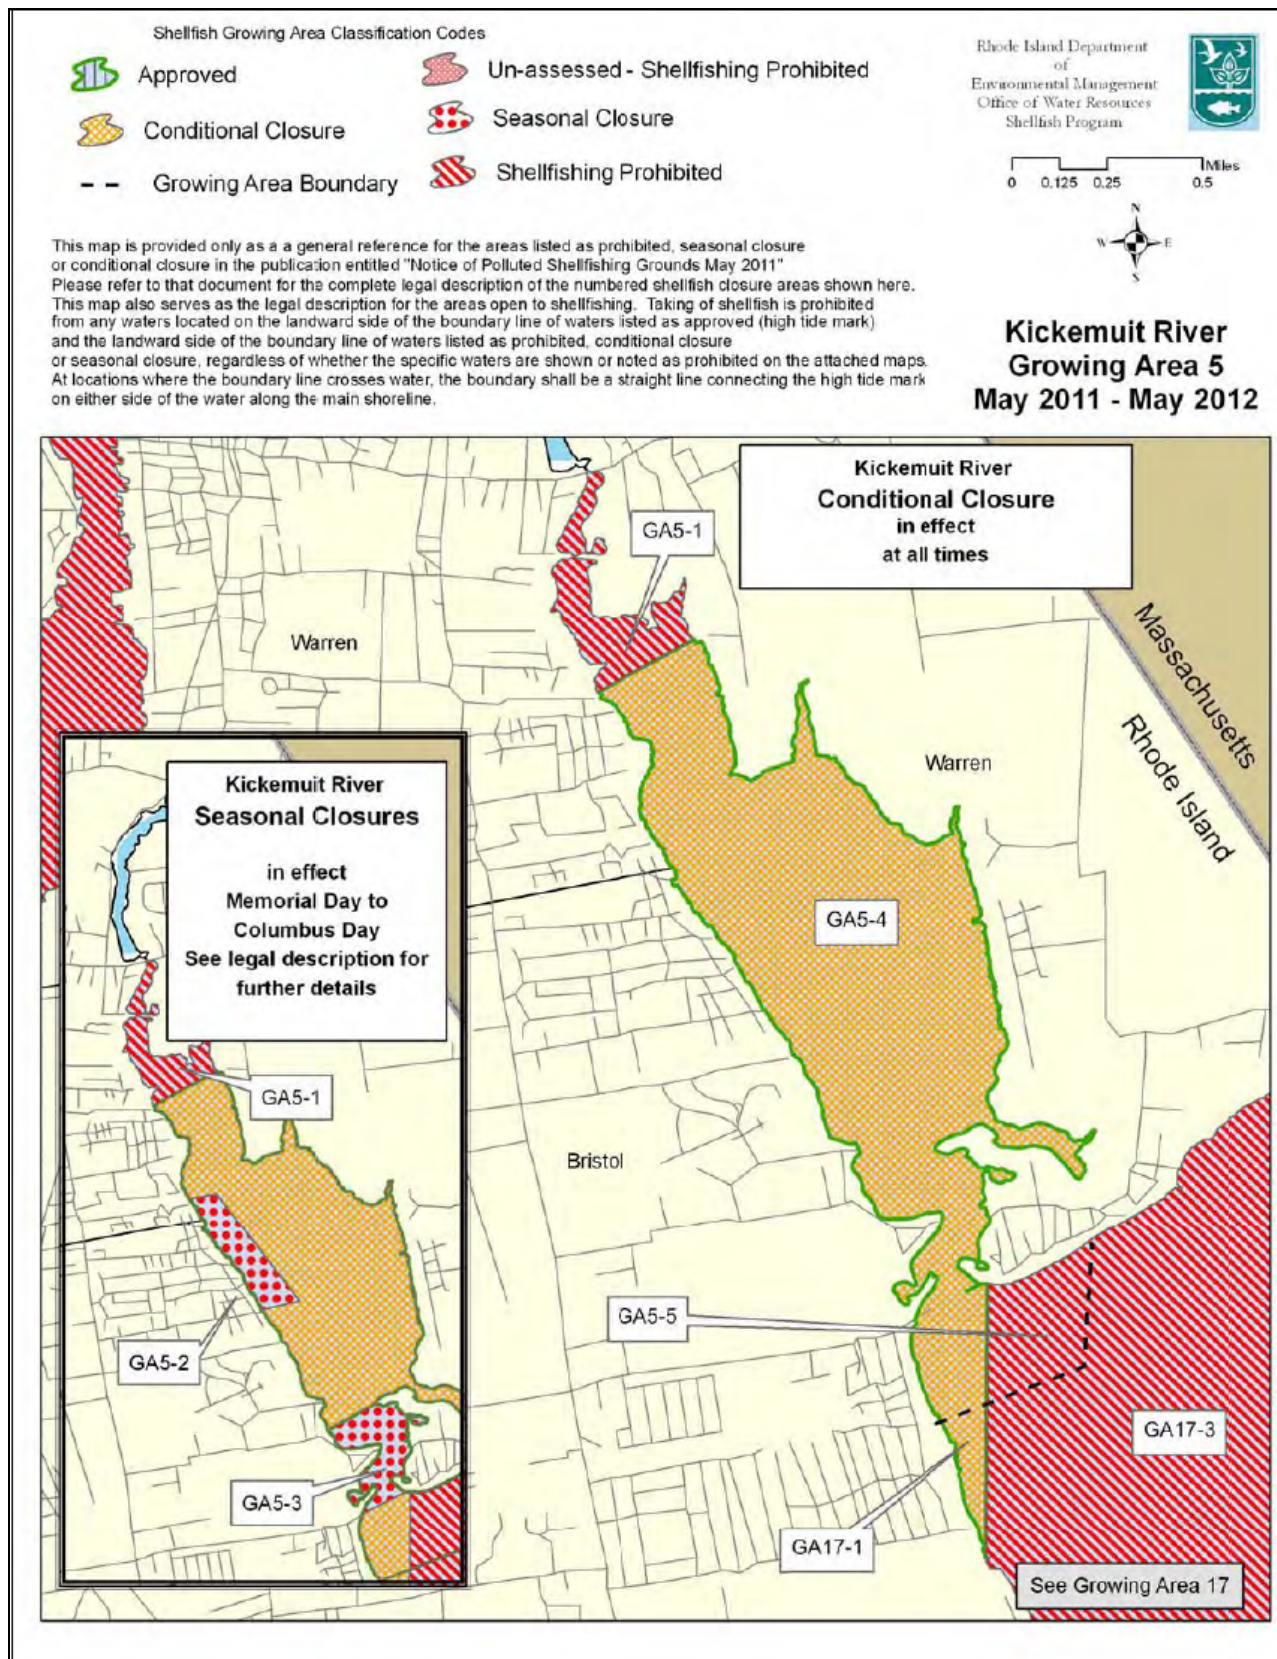 Shellfish Growing Area Classification Codes
Approved
Un-assessed - Shellfishing Prohibited
Conditional Closure
Seasonal Closure
Growing Area Boundary
Shellfishing Prohibited
Rhode Island Department
of
Environmental Management
Office of Water Resources
Shellfish Program
Miles
0 0.125 0.25 0.5
N
W E
S
This map is provided only as a a general reference for the areas listed as prohibited, seasonal closure
or conditional closure in the publication entitled "Notice of Polluted Shellfishing Grounds May 2011"
Please refer to that document for the complete legal description of the numbered shellfish closure areas shown here.
This map also serves as the legal description for the areas open to shellfishing. Taking of shellfish is prohibited
from any waters located on the landward side of the boundary line of waters listed as approved (high tide mark)
and the landward side of the boundary line of waters listed as prohibited, conditional closure
or seasonal closure, regardless of whether the specific waters are shown or noted as prohibited on the attached maps.
At locations where the boundary line crosses water, the boundary shall be a straight line connecting the high tide mark
on either side of the water along the main shoreline.
Kickemuit River
Growing Area 5
May 2011 - May 2012
Kickemuit River
Conditional Closure
in effect
at all times
GA5-1
Warren
Massachusetts
Rhode Island
Warren
Kickemuit River
Seasonal Closures
in effect
Memorial Day to
Columbus Day
See legal description for
further details
GA5-4
GA5-1
Bristol
GA5-5
GA5-2
GA17-3
GA5-3
GA17-1
See Growing Area 17